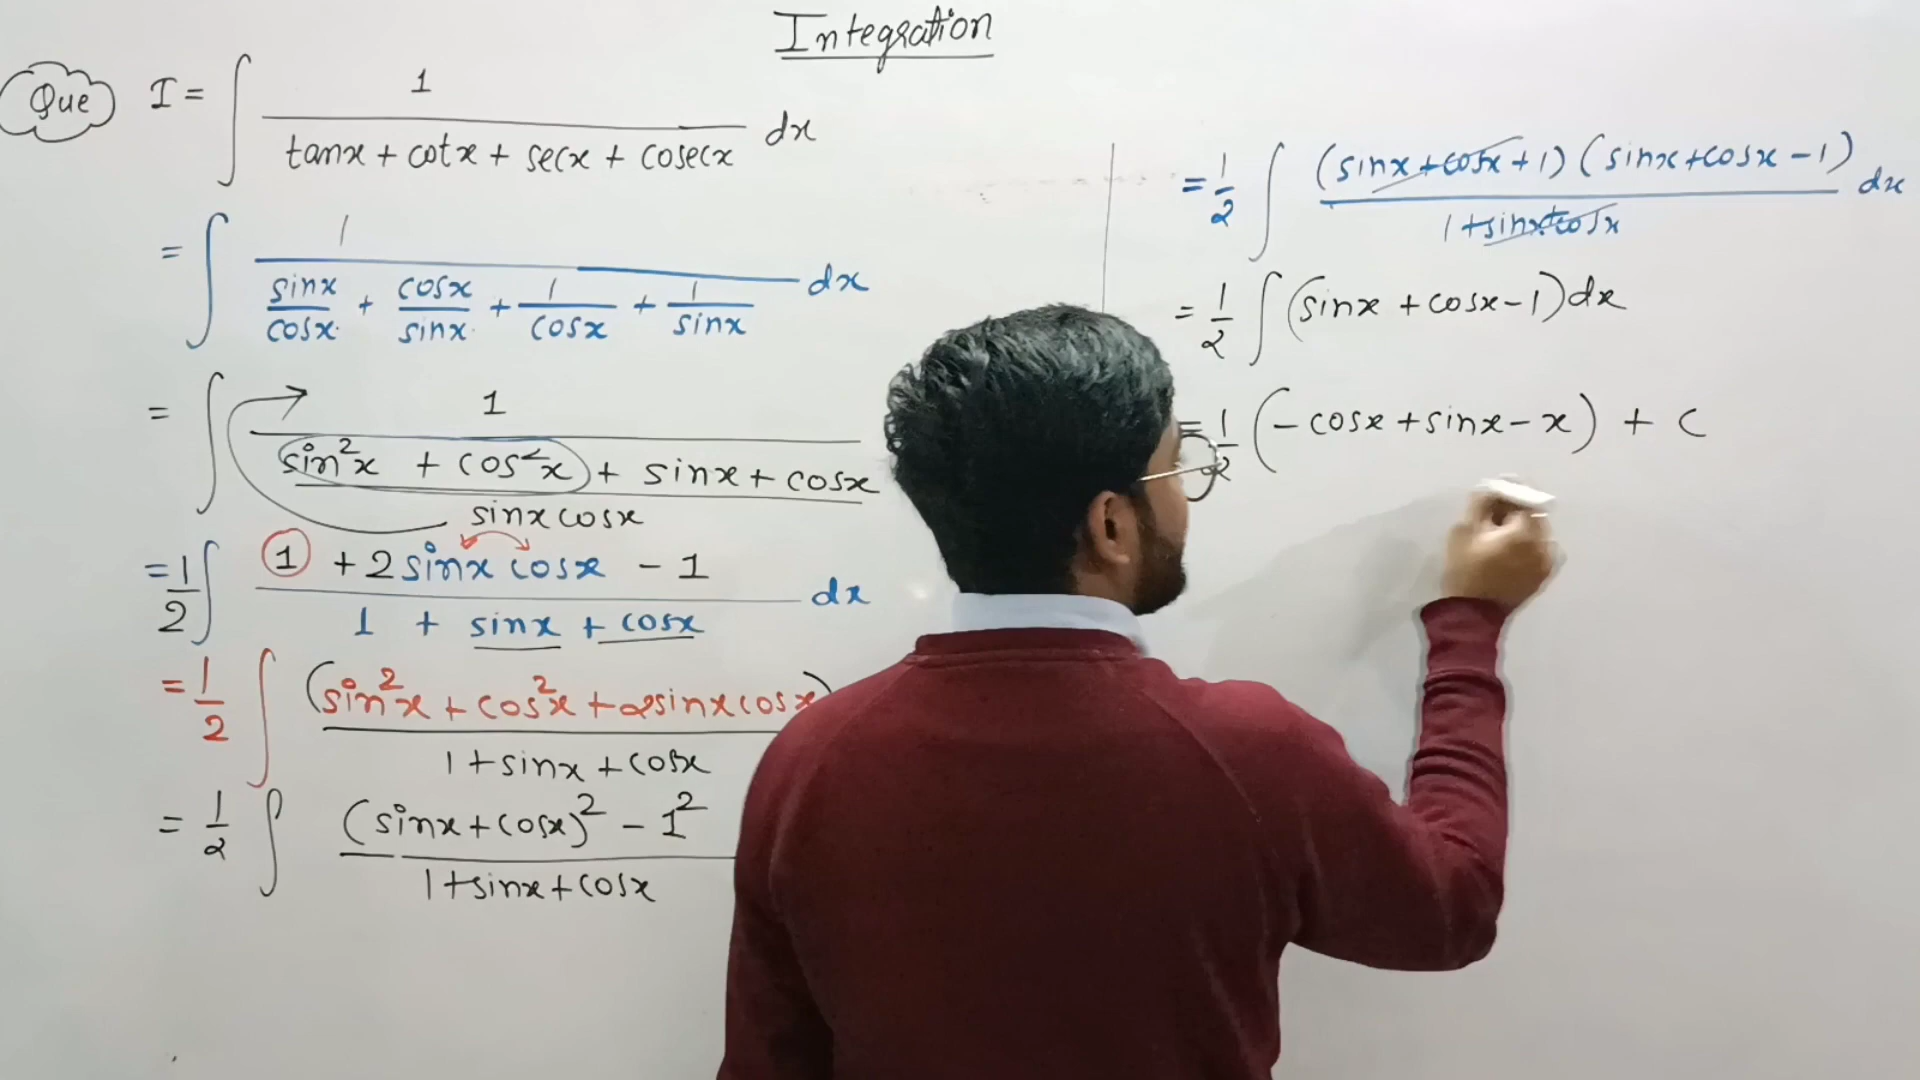 Integration
Que I = ∫ 1 / (tanx + cotx + secx + cosecx) dx
= ∫ 1 / (sinx/cosx + cosx/sinx + 1/cosx + 1/sinx) dx
= ∫ 1 / ((sin²x + cos²x + sinx + cosx) / (sinx cosx))
= 1/2 ∫ (1 + 2 sinx cosx - 1) / (1 + sinx + cosx) dx
= 1/2 ∫ (sin²x + cos²x + 2sinx cosx) / (1 + sinx + cosx)
= 1/2 ∫ ((sinx + cosx)² - 1²) / (1 + sinx + cosx)
= 1/2 ∫ (sinx + cosx + 1)(sinx + cosx - 1) / (1 + sinx + cosx) dx
= 1/2 ∫ (sinx + cosx - 1) dx
= 1/2 (- cosx + sinx - x) + C